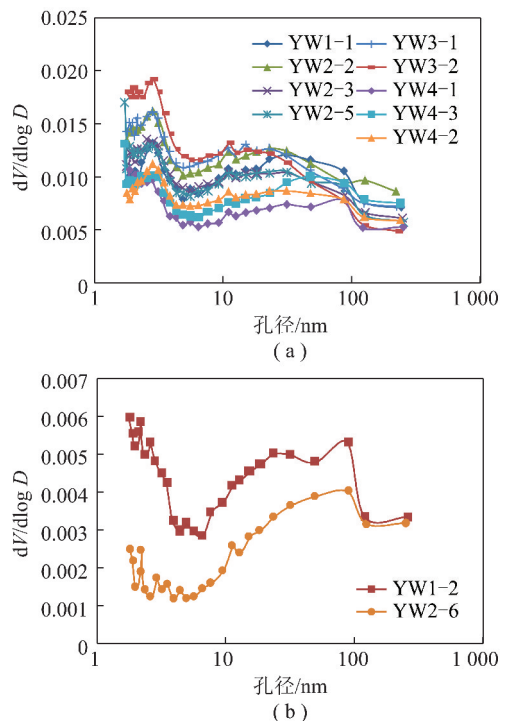 (a)
0.025
0.020
0.015
0.010
0.005
0
dV/dlog D
YW1-1 YW3-1
YW2-2 YW3-2
YW2-3 YW4-1
YW2-5 YW4-3
YW4-2
1 10 100 1 000
孔径/nm
( a )
0.007
0.006
0.005
0.004
0.003
0.002
0.001
0
dV/dlog D
YW1-2
YW2-6
1 10 100 1 000
孔径/nm
( b )